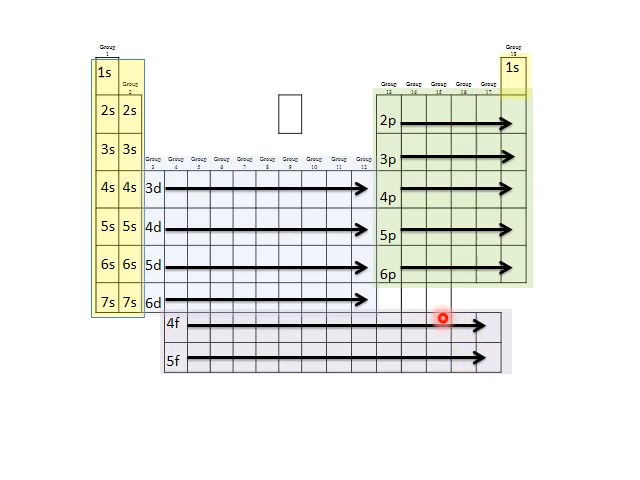 Group
1
Group
18
1s
1s
Group
2
Group
13
Group
14
Group
15
Group
16
Group
17
2s 2s
2p
3s 3s
3p
Group
3
Group
4
Group
5
Group
6
Group
7
Group
8
Group
9
Group
10
Group
11
Group
12
4s 4s 3d
4p
5s 5s 4d
5p
6s 6s 5d
6p
7s 7s 6d
4f
5f